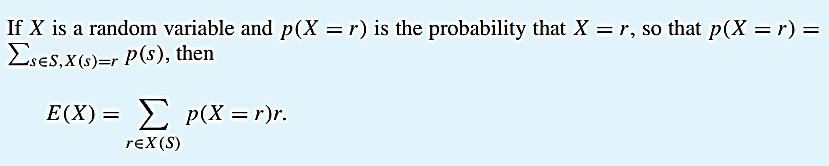 If X is a random variable and p(X = r) is the probability that X = r, so that p(X = r) =
∑s∈S,X(s)=r p(s), then
E(X) = ∑ p(X = r)r.
r∈X(S)